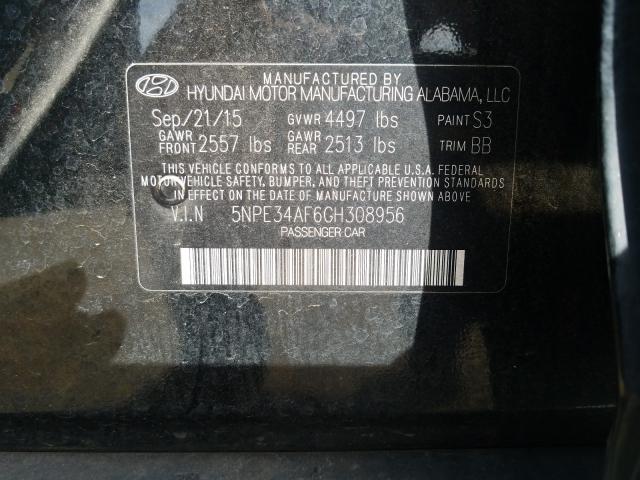 MANUFACTURED BY
HYUNDAI MOTOR MANUFACTURING ALABAMA, LLC
Sep/21/15 GVWR 4497 lbs PAINT S3
GAWR FRONT 2557 lbs GAWR REAR 2513 lbs TRIM BB
THIS VEHICLE CONFORMS TO ALL APPLICABLE U.S.A. FEDERAL
MOTOR VEHICLE SAFETY, BUMPER, AND THEFT PREVENTION STANDARDS
IN EFFECT ON THE DATE OF MANUFACTURE SHOWN ABOVE
V.I.N 5NPE34AF6GH308956
PASSENGER CAR